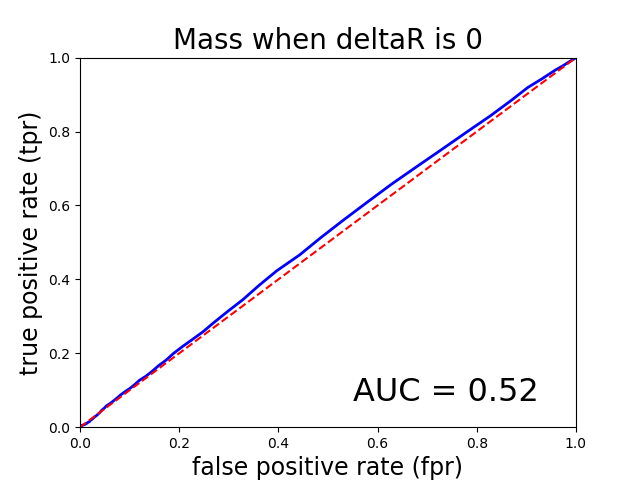 Mass when deltaR is 0
true positive rate (tpr)
1.0
0.8
0.6
0.4
0.2
0.0
AUC = 0.52
0.0 0.2 0.4 0.6 0.8 1.0
false positive rate (fpr)